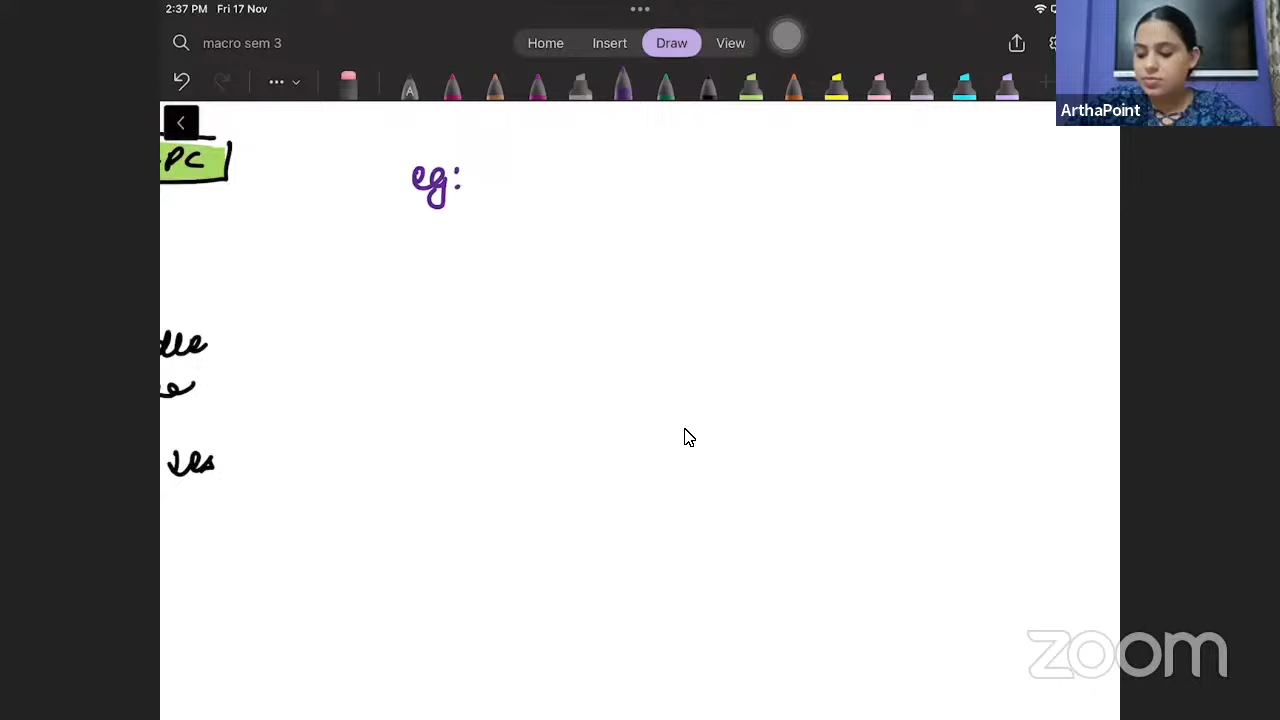 2:37 PM Fri 17 Nov
macro sem 3
Home Insert Draw View
A
ArthaPoint
PC
eg:
zoom